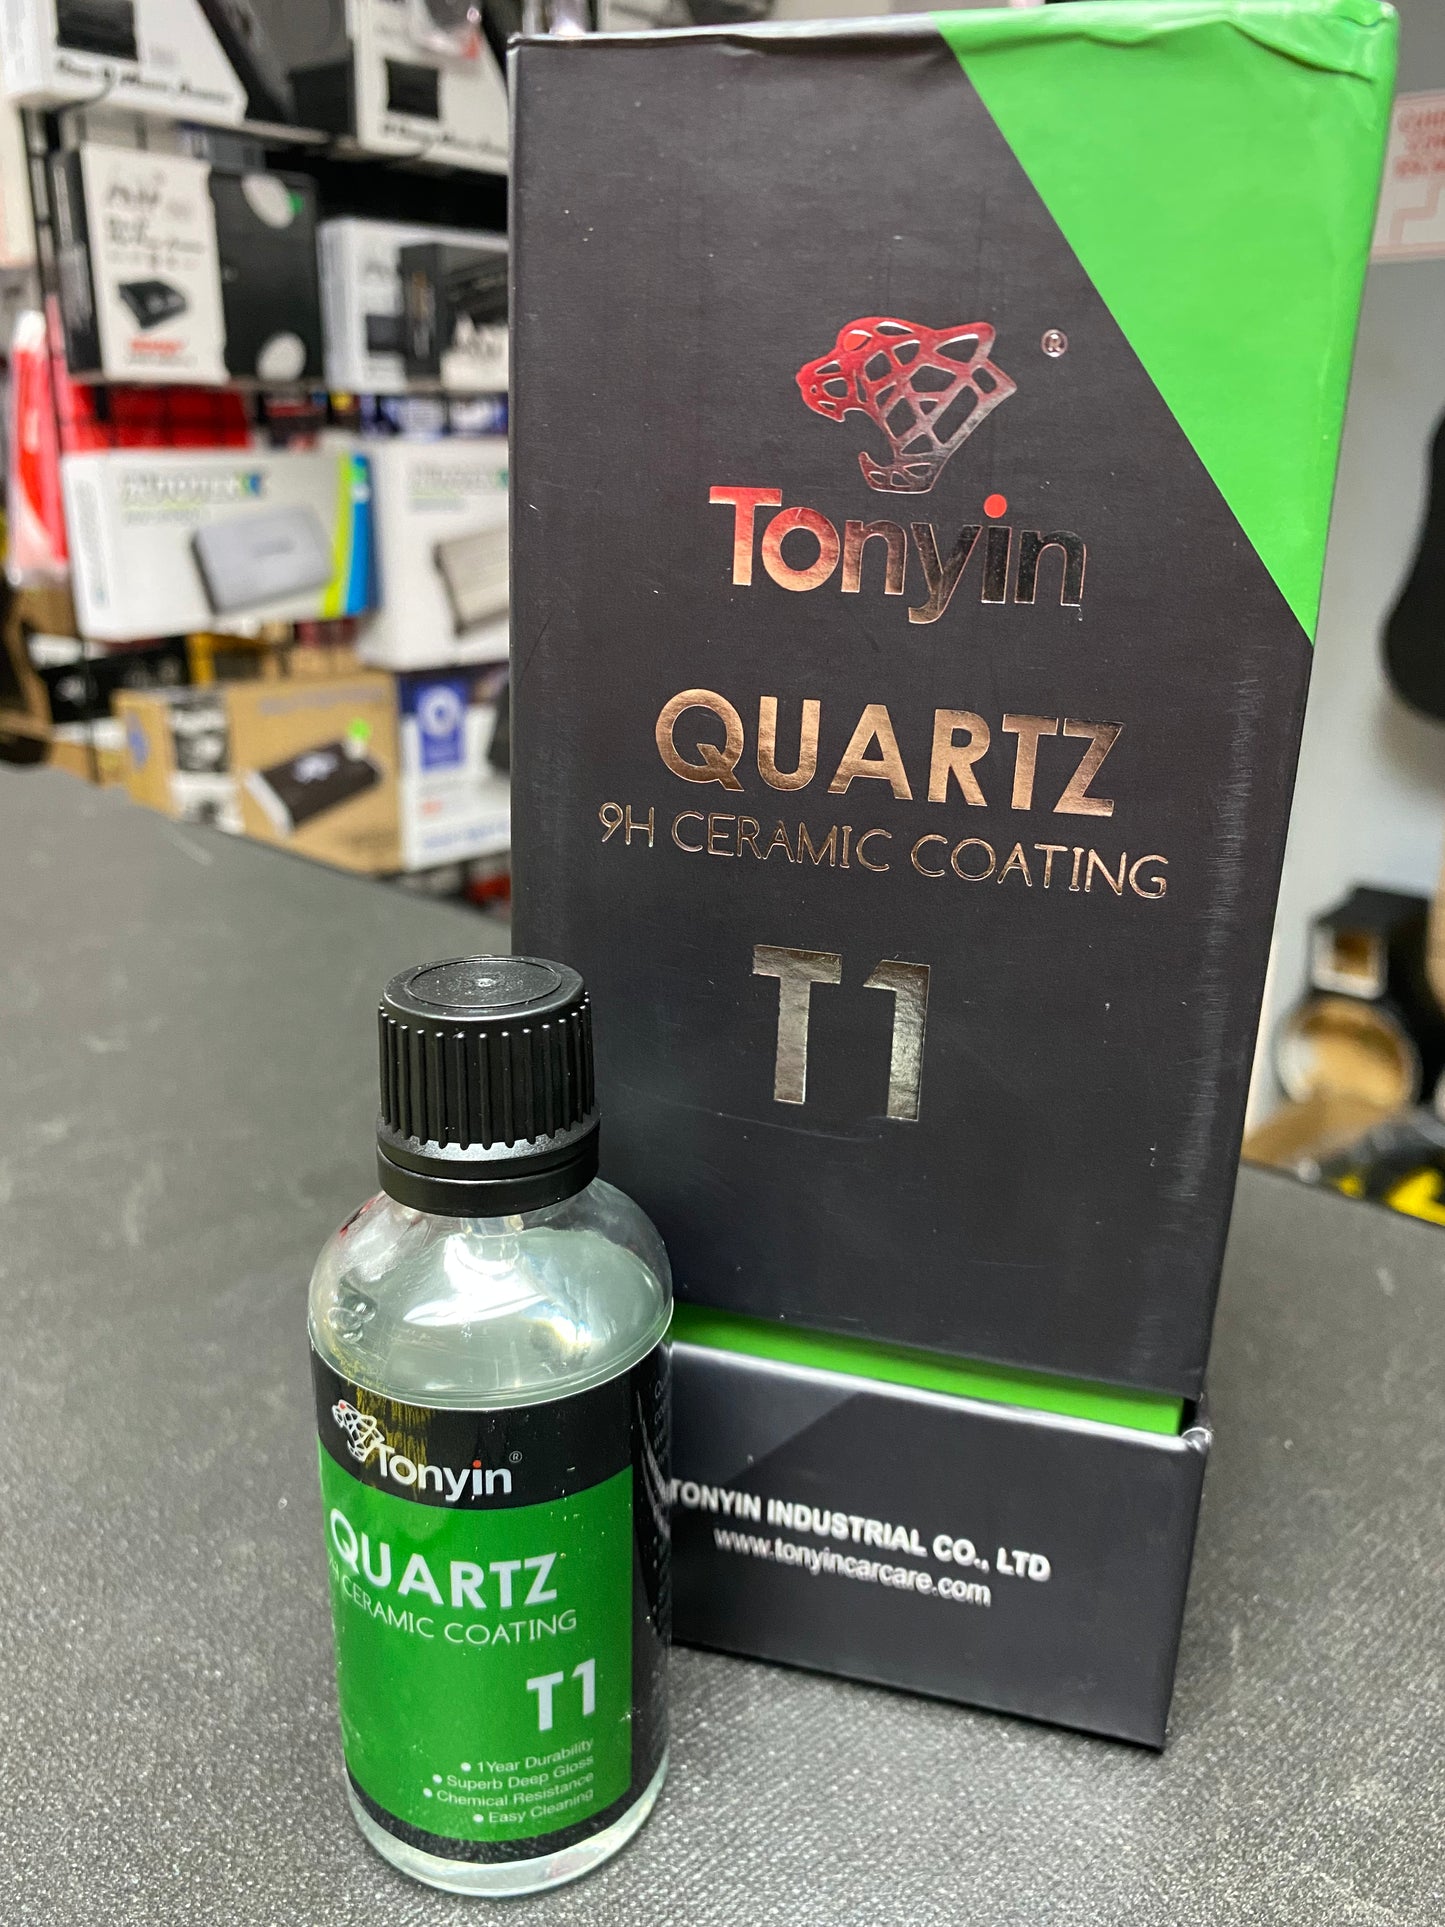 ®
Tonyin
QUARTZ
9H CERAMIC COATING
T1
TONYIN INDUSTRIAL CO., LTD
www.tonyincarcare.com
Tonyin®
QUARTZ
9H CERAMIC COATING
T1
• 1Year Durability
• Superb Deep Gloss
• Chemical Resistance
• Easy Cleaning